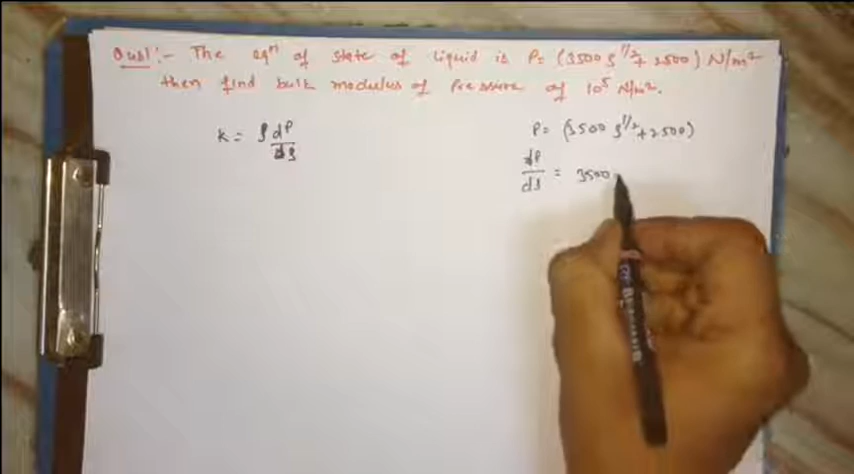 Ques1:- The eqn of state of liquid is P= (3500 ρ^1/2 + 2500) N/m²
then find bulk modulus of Pressure of 10⁵ N/m².
K = ρ dP/dρ
P= (3500 ρ^1/2 + 2500)
dP/dρ = 3500